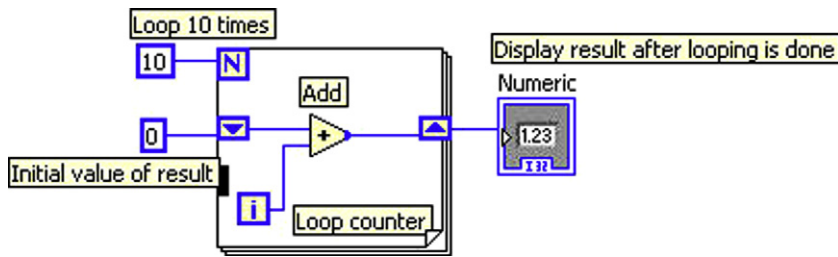 Loop 10 times
10
N
Display result after looping is done
Numeric
Add
0
+
1.23
I32
Initial value of result
i
Loop counter